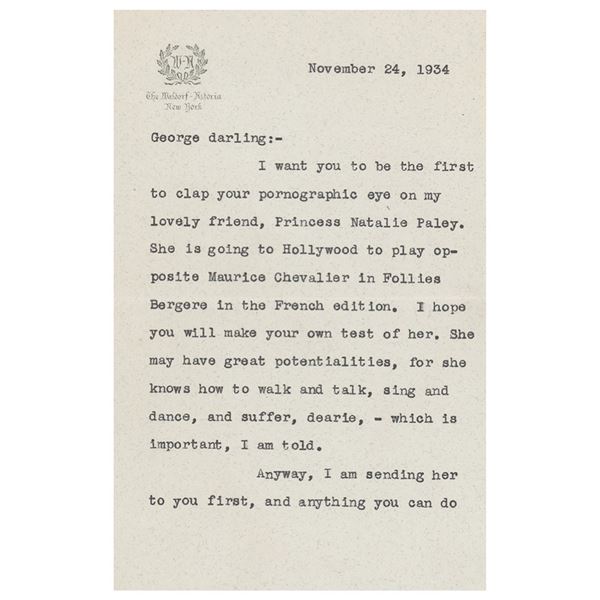 W-A
The Waldorf-Astoria
New York
November 24, 1934
George darling:-
I want you to be the first
to clap your pornographic eye on my
lovely friend, Princess Natalie Paley.
She is going to Hollywood to play op-
posite Maurice Chevalier in Follies
Bergere in the French edition.  I hope
you will make your own test of her. She
may have great potentialities, for she
knows how to walk and talk, sing and
dance, and suffer, dearie, - which is
important, I am told.
Anyway, I am sending her
to you first, and anything you can do